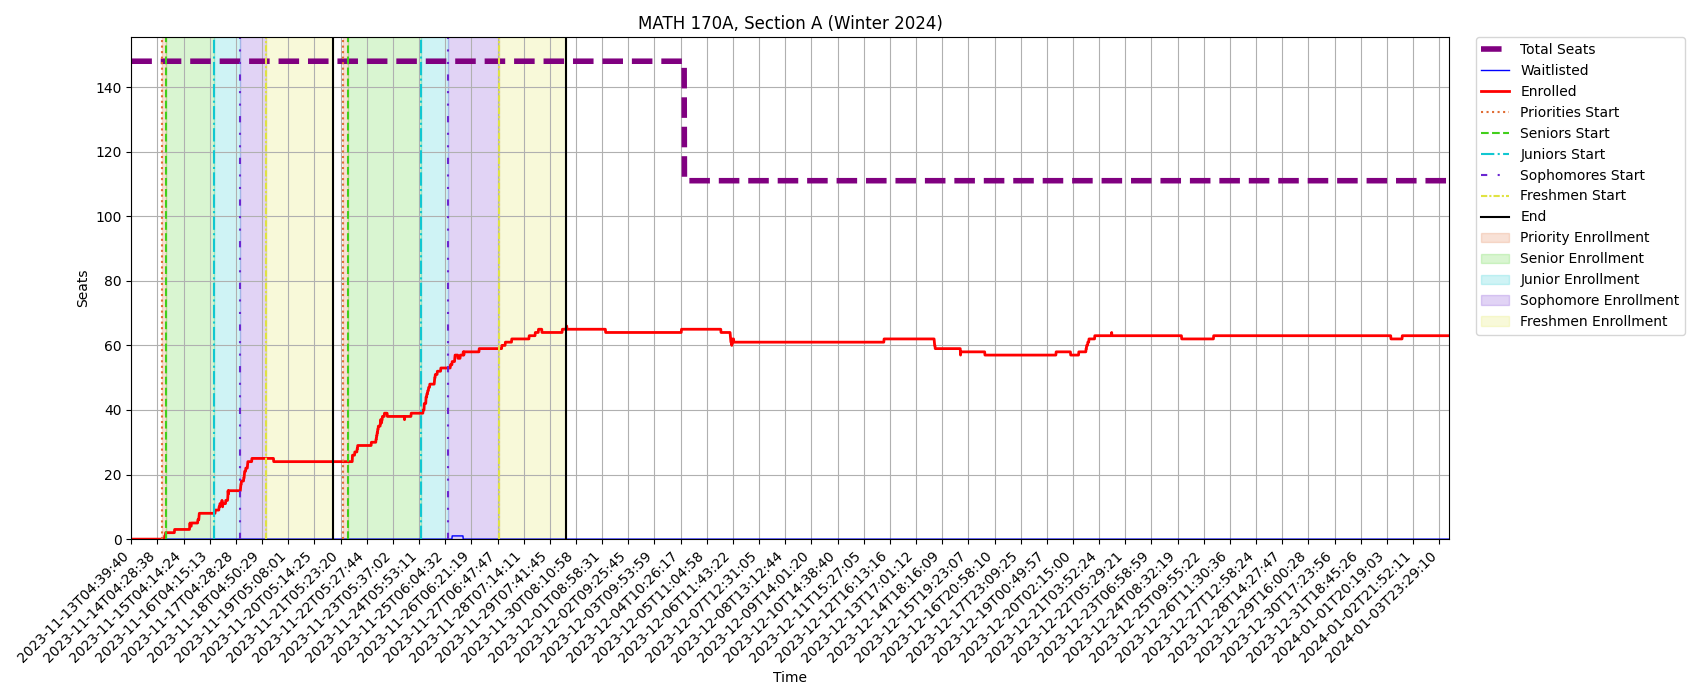 MATH 170A, Section A (Winter 2024)
Total Seats
Waitlisted
Enrolled
Priorities Start
Seniors Start
Juniors Start
Sophomores Start
Freshmen Start
End
Priority Enrollment
Senior Enrollment
Junior Enrollment
Sophomore Enrollment
Freshmen Enrollment
Seats
140
120
100
80
60
40
20
0
2023-11-13T04:39:40
2023-11-14T04:28:38
2023-11-15T04:14:24
2023-11-16T04:15:13
2023-11-17T04:28:28
2023-11-18T04:50:29
2023-11-19T05:08:01
2023-11-20T05:14:25
2023-11-21T05:23:20
2023-11-22T05:27:44
2023-11-23T05:37:02
2023-11-24T05:53:11
2023-11-26T06:04:32
2023-11-27T06:21:19
2023-11-27T06:47:47
2023-11-28T07:14:11
2023-11-29T07:41:45
2023-11-30T08:10:58
2023-12-01T08:58:31
2023-12-02T09:25:45
2023-12-03T09:53:59
2023-12-04T10:26:17
2023-12-05T11:04:58
2023-12-06T11:43:22
2023-12-07T12:31:05
2023-12-08T13:12:44
2023-12-09T14:01:20
2023-12-10T14:38:40
2023-12-11T15:27:05
2023-12-12T16:13:16
2023-12-13T17:01:12
2023-12-14T18:16:09
2023-12-15T19:23:07
2023-12-16T20:58:10
2023-12-17T23:09:25
2023-12-19T00:49:57
2023-12-20T02:15:00
2023-12-21T03:52:24
2023-12-22T05:29:21
2023-12-23T06:58:59
2023-12-24T08:32:19
2023-12-25T09:55:22
2023-12-26T11:30:36
2023-12-27T12:58:24
2023-12-28T14:27:47
2023-12-29T16:00:28
2023-12-30T17:23:56
2023-12-31T18:45:26
2024-01-01T20:19:03
2024-01-02T21:52:11
2024-01-03T23:29:10
Time